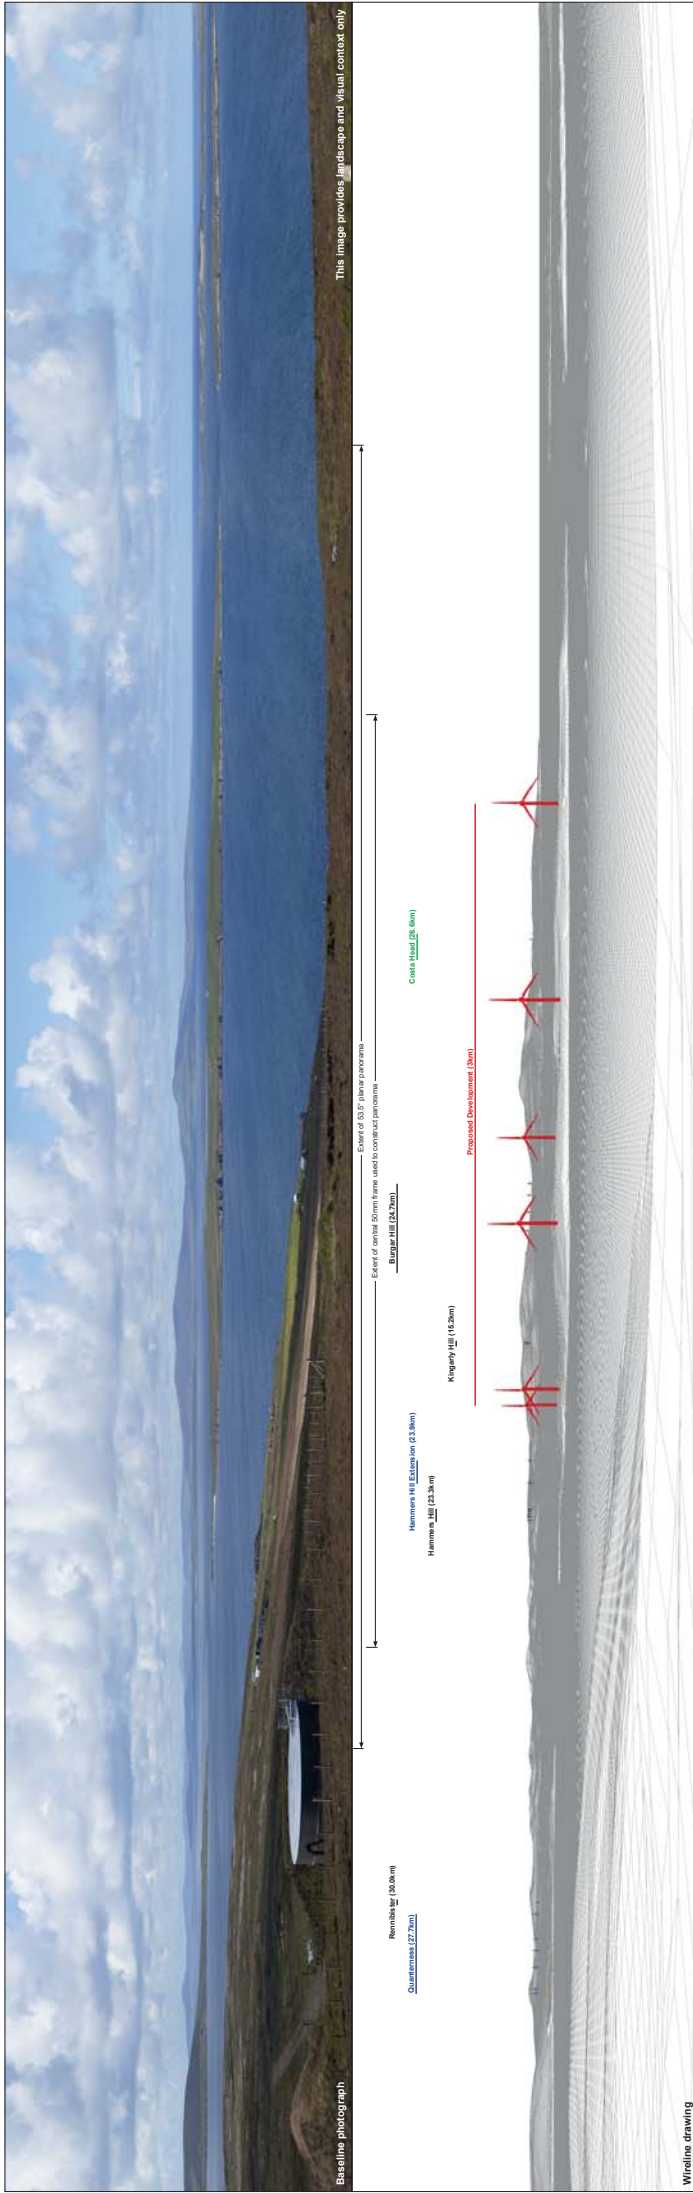 Baseline photograph
This image provides landscape and visual context only
Extent of 53.5° planar panorama
Extent of central 50mm frame used to construct panorama
Rennibister (30.0km)
Burgar Hill (24.7km)
Quanterness (27.7km)
Hammers Hill Extension (23.9km)
Costa Head (26.6km)
Hammers Hill (23.3km)
Kingarly Hill (15.2km)
Proposed Development (3km)
Wireline drawing